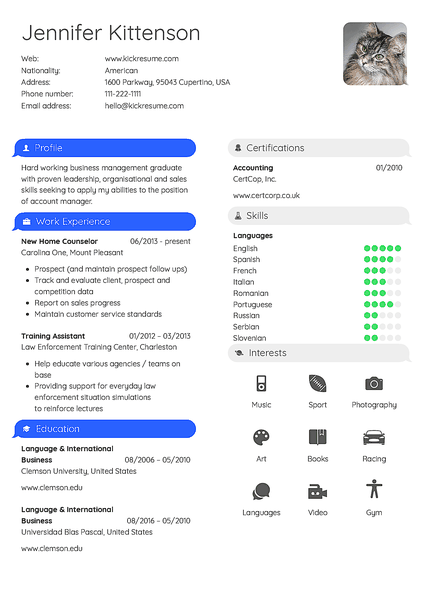 Jennifer Kittenson
Web: www.kickresume.com
Nationality: American
Address: 1600 Parkway, 95043 Cupertino, USA
Phone number: 111-222-1111
Email address: hello@kickresume.com
Profile
Hard working business management graduate
with proven leadership, organisational and sales
skills seeking to apply my abilities to the position
of account manager.
Work Experience
New Home Counselor 06/2013 - present
Carolina One, Mount Pleasant
• Prospect (and maintain prospect follow ups)
• Track and evaluate client, prospect and
competition data
• Report on sales progress
• Maintain customer service standards
Training Assistant 01/2012 – 03/2013
Law Enforcement Training Center, Charleston
• Help educate various agencies / teams on
base
• Providing support for everyday law
enforcement situation simulations
to reinforce lectures
Education
Language & International
Business 08/2006 – 05/2010
Clemson University, United States
www.clemson.edu
Language & International
Business 08/2016 – 05/2010
Universidad Blas Pascal, United States
www.clemson.edu
Certifications
Accounting 01/2010
CertCop, Inc.
www.certcorp.co.uk
Skills
Languages
English
Spanish
French
Italian
Romanian
Portuguese
Russian
Serbian
Slovenian
Interests
Music Sport Photography
Art Books Racing
Languages Video Gym